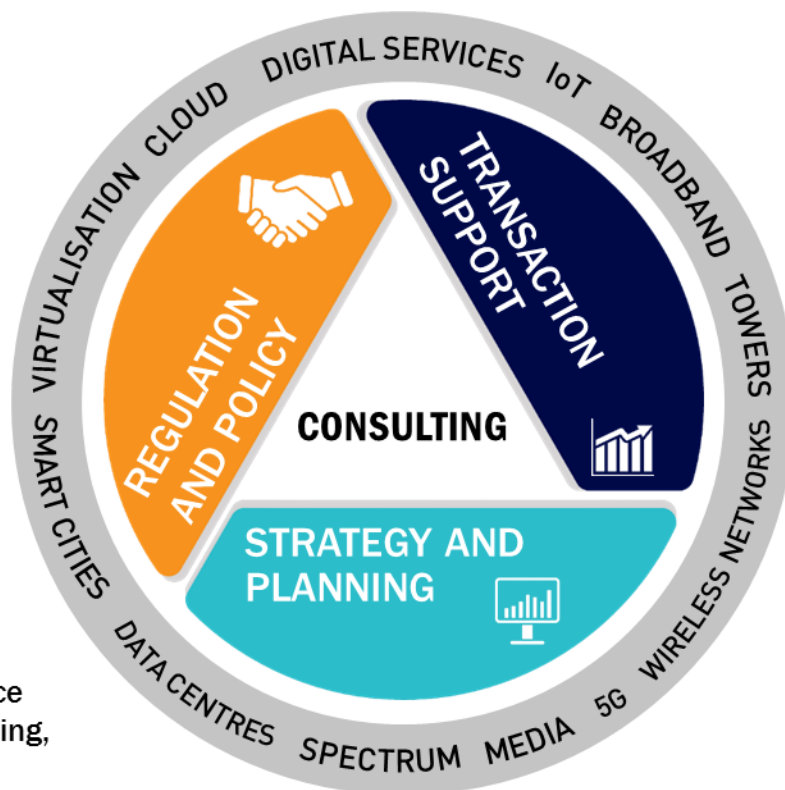 DIGITAL SERVICES
IoT
BROADBAND
TOWERS
WIRELESS NETWORKS
5G
MEDIA
SPECTRUM
DATA CENTRES
SMART CITIES
VIRTUALISATION
CLOUD
TRANSACTION
SUPPORT
REGULATION
AND POLICY
CONSULTING
STRATEGY AND
PLANNING